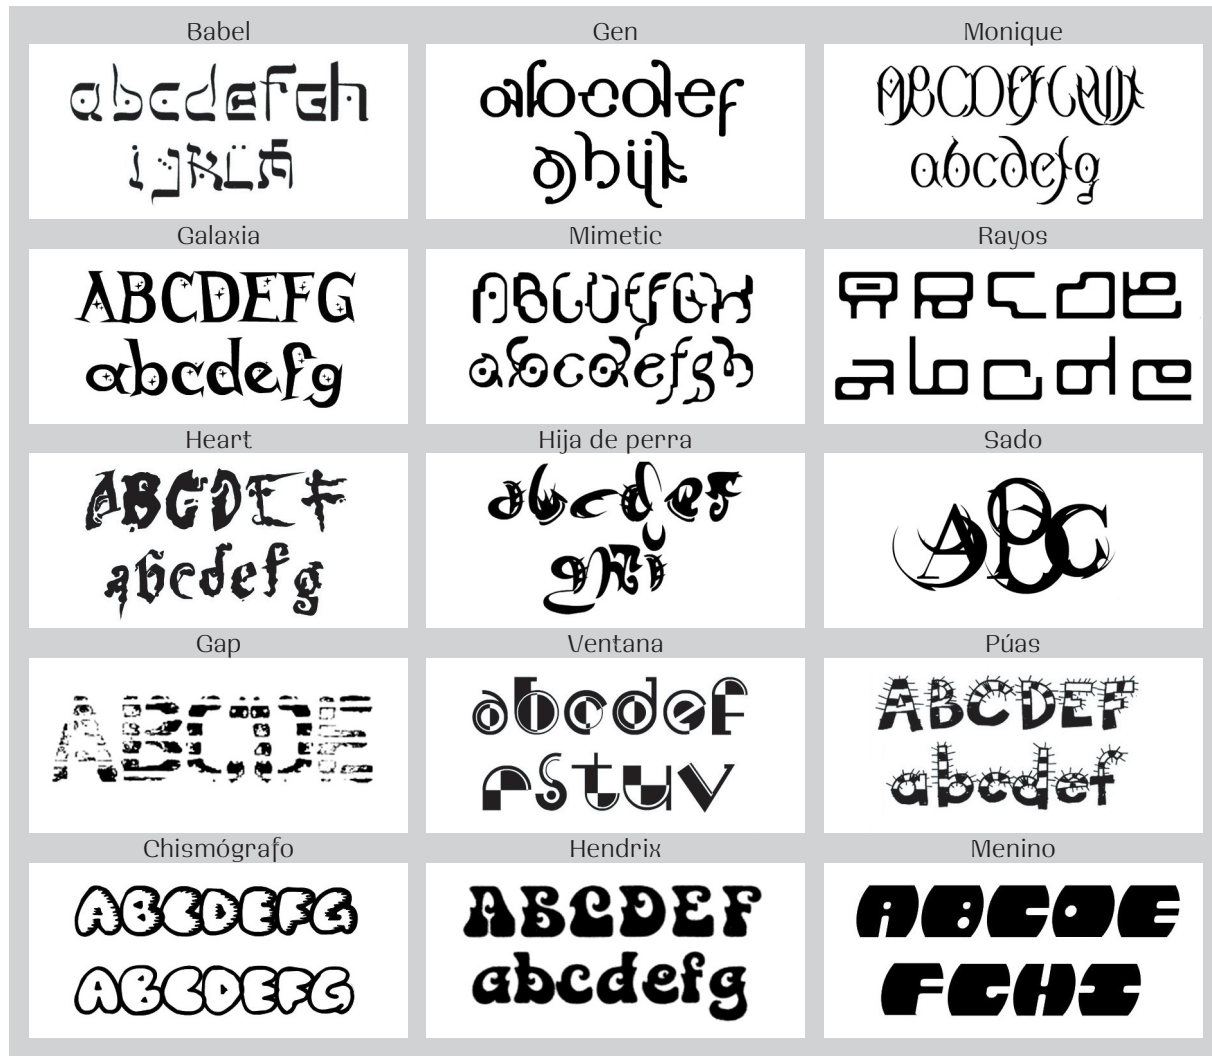 Babel
abcdefgh
Gen
abcdef
ghijk
Monique
ABCDEFGHIJK
abcdefg
Galaxia
ABCDEFG
abcdefg
Mimetic
ABCDEFGH
abcdefgh
Rayos
ABCDE
abcde
Heart
ABCDEF
abcdefg
Hija de perra
abcdef
ghi
Sado
ABC
Gap
ABCDE
Ventana
abcdef
rstuv
Púas
ABCDEF
abcdef
Chismógrafo
ABCDEFG
ABCDEFG
Hendrix
ABCDEF
abcdefg
Menino
ABCDE
FGHI